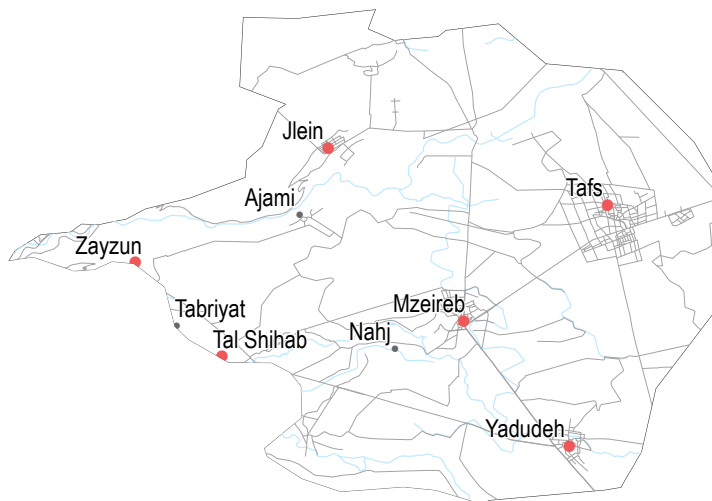 Jlein
Tafs
Ajami
Zayzun
Tabriyat
Mzeireb
Tal Shihab
Nahj
Yadudeh